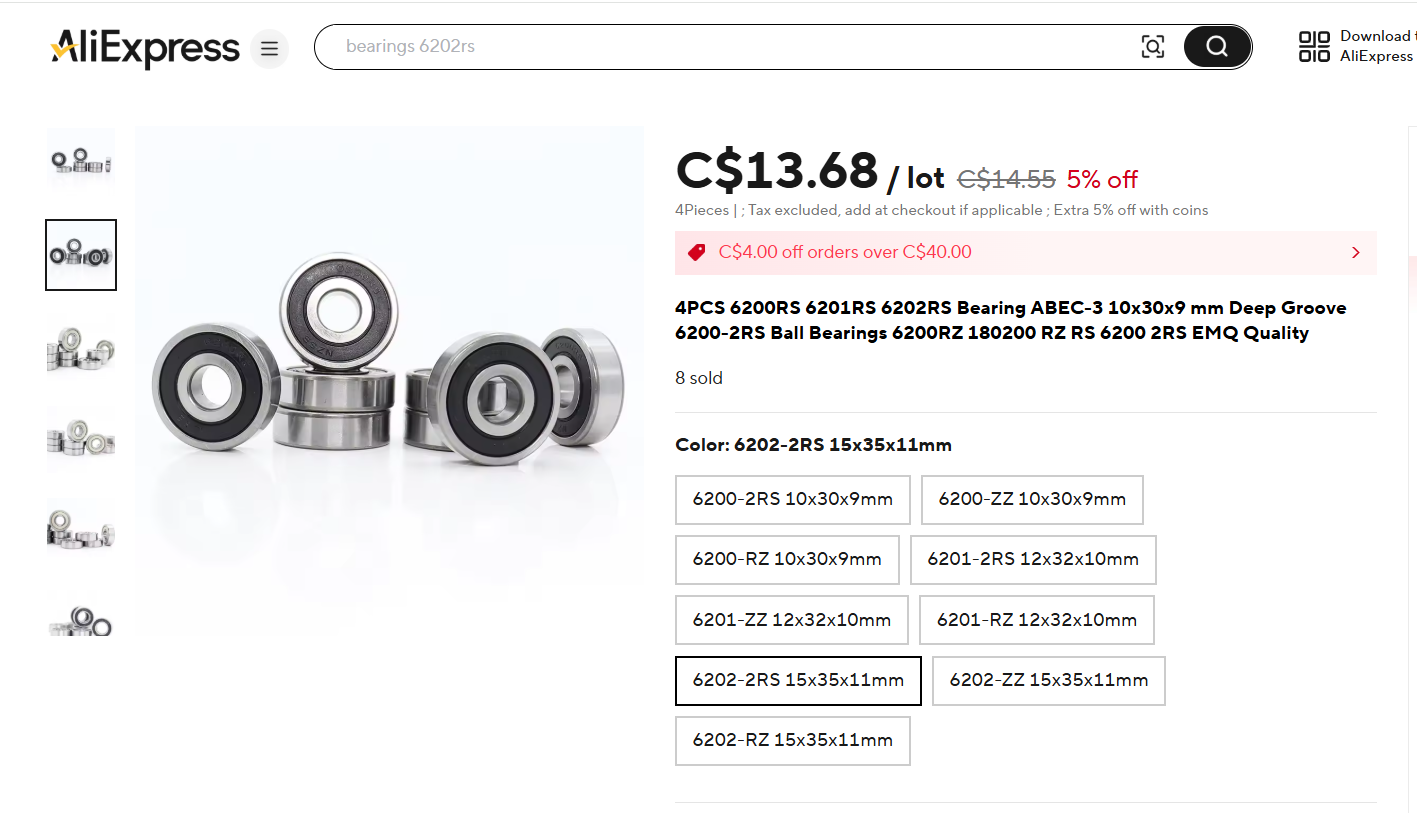 AliExpress
bearings 6202rs
Download
AliExpress
C$13.68 / lot C$14.55 5% off
4Pieces | ; Tax excluded, add at checkout if applicable ; Extra 5% off with coins
C$4.00 off orders over C$40.00
4PCS 6200RS 6201RS 6202RS Bearing ABEC-3 10x30x9 mm Deep Groove
6200-2RS Ball Bearings 6200RZ 180200 RZ RS 6200 2RS EMQ Quality
8 sold
Color: 6202-2RS 15x35x11mm
6200-2RS 10x30x9mm 6200-ZZ 10x30x9mm
6200-RZ 10x30x9mm 6201-2RS 12x32x10mm
6201-ZZ 12x32x10mm 6201-RZ 12x32x10mm
6202-2RS 15x35x11mm 6202-ZZ 15x35x11mm
6202-RZ 15x35x11mm